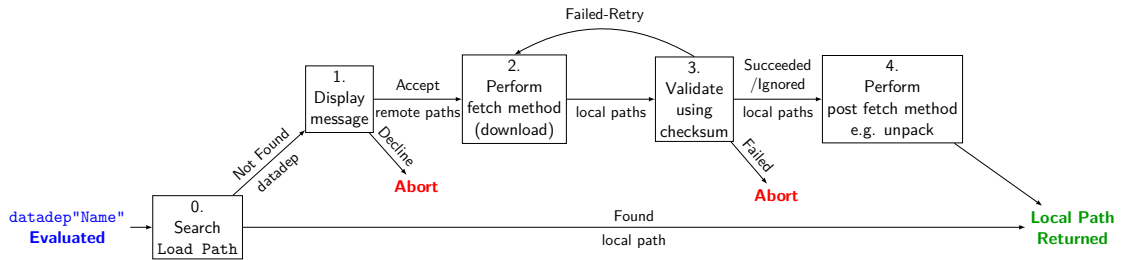 datadep"Name"
Evaluated
0.
Search
Load Path
Not Found
datadep
1.
Display
message
Accept
remote paths
Decline
Abort
2.
Perform
fetch method
(download)
Failed-Retry
local paths
3.
Validate
using
checksum
Succeeded
/Ignored
local paths
Failed
Abort
4.
Perform
post fetch method
e.g. unpack
Found
local path
Local Path
Returned